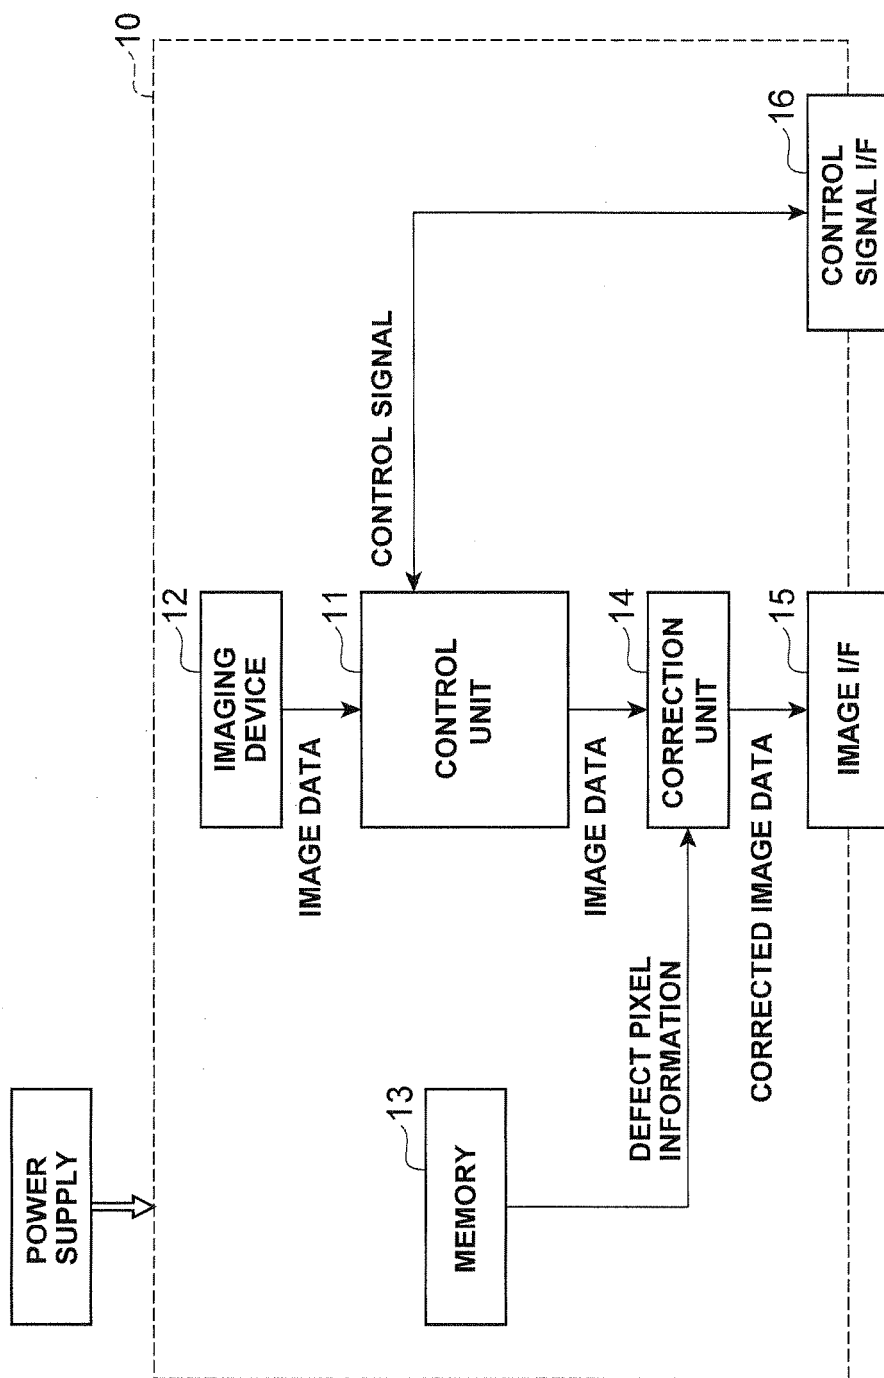 POWER
SUPPLY
10
12
IMAGING
DEVICE
IMAGE DATA
11
CONTROL
UNIT
CONTROL SIGNAL
13
MEMORY
IMAGE DATA
14
CORRECTION
UNIT
DEFECT PIXEL
INFORMATION
CORRECTED IMAGE DATA
15
IMAGE I/F
16
CONTROL
SIGNAL I/F